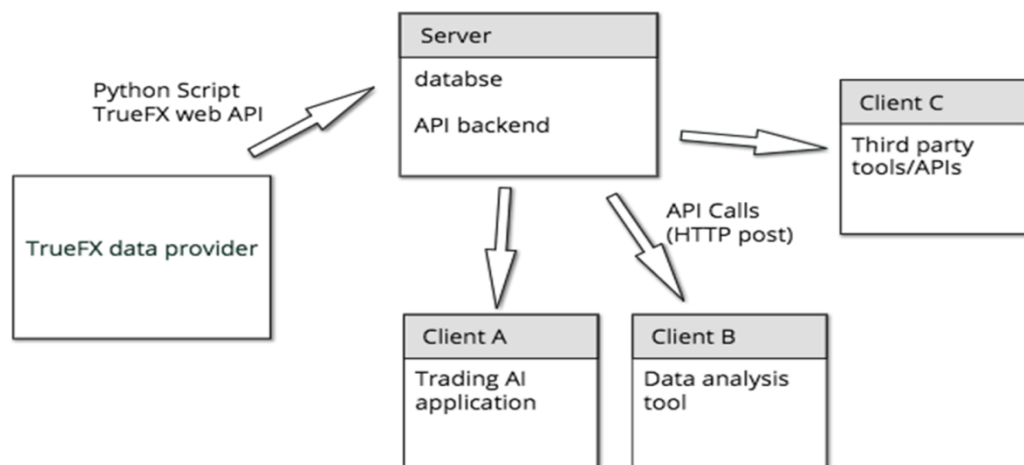 Server
databse
API backend
Python Script
TrueFX web API
TrueFX data provider
Client C
Third party
tools/APIs
API Calls
(HTTP post)
Client A
Trading AI
application
Client B
Data analysis
tool